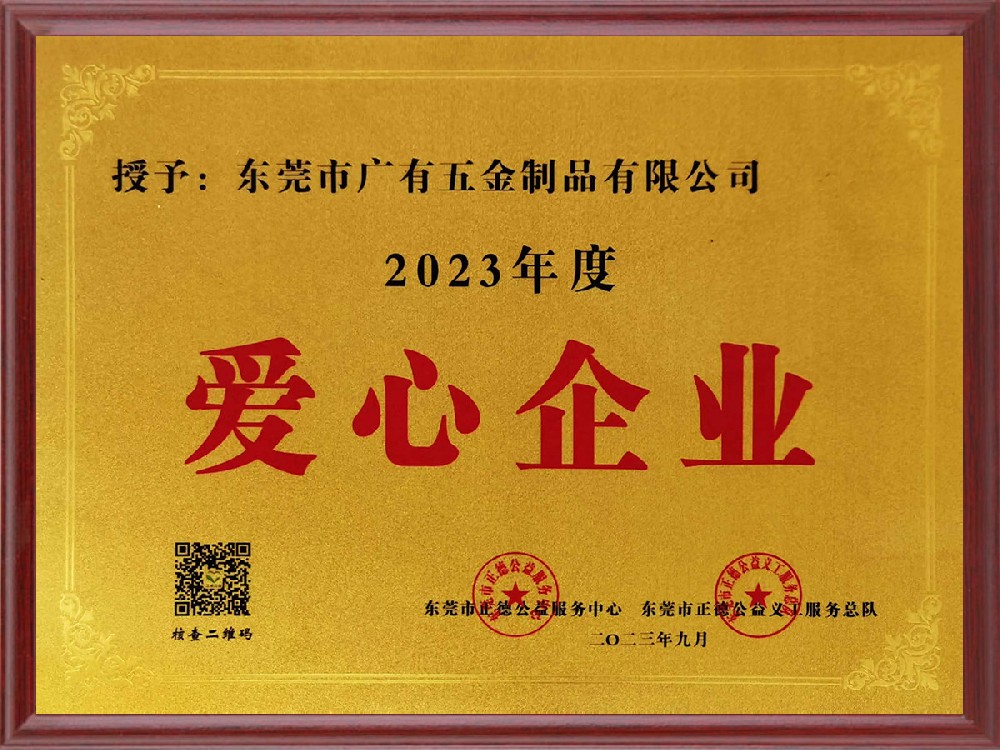 授予：东莞市广有五金制品有限公司
2023年度
爱心企业
东莞市正德公益服务中心 东莞市正德公益义工服务总队
二〇二三年九月
核查二维码